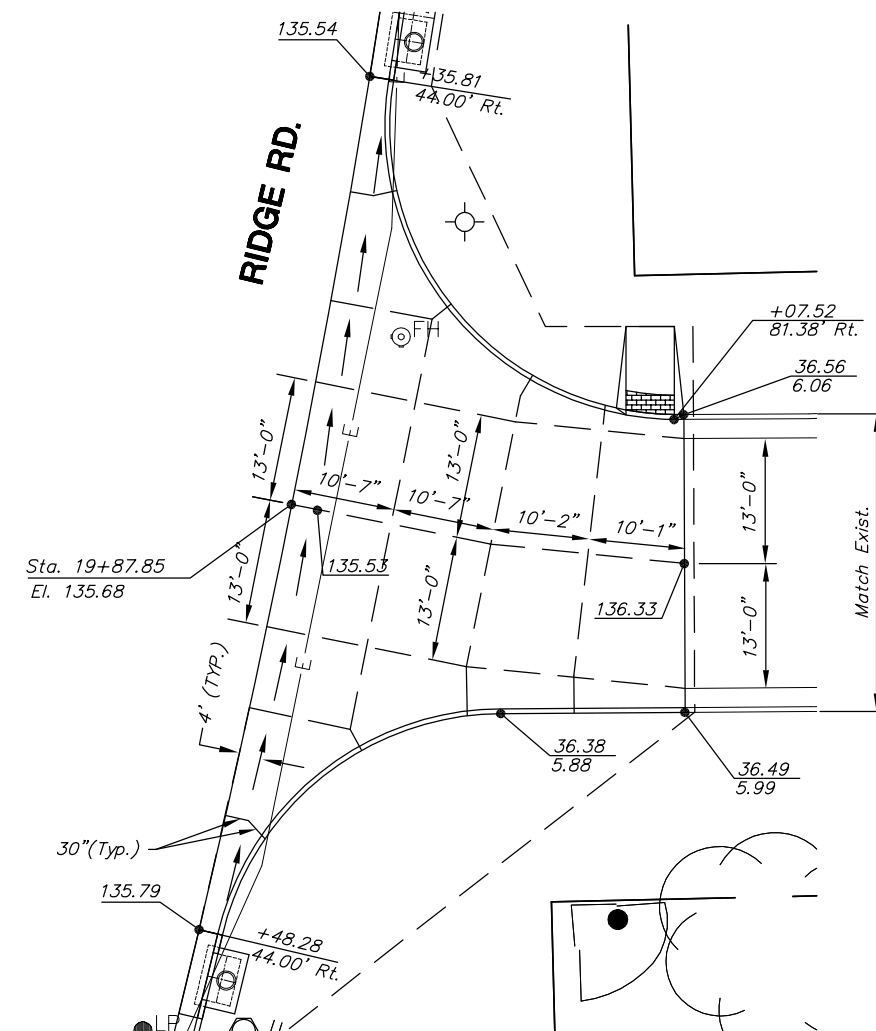 135.54
+35.81
44.00' Rt.
RIDGE RD.
FH
+07.52
81.38' Rt.
36.56
6.06
13'-0"
13'-0"
E
10'-7"
10'-7"
10'-2"
10'-1"
13'-0"
Match Exist.
Sta. 19+87.85
El. 135.68
135.53
13'-0"
13'-0"
136.33
13'-0"
E
4' (TYP.)
36.38
5.88
36.49
5.99
30"(Typ.)
135.79
+48.28
44.00' Rt.
LP